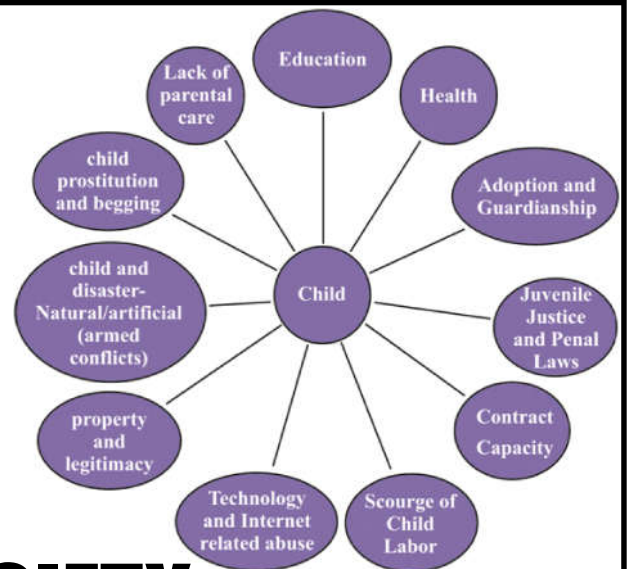 Education
Lack of
parental
care
Health
child
prostitution
and begging
Adoption and
Guardianship
child and
disaster-
Natural/artificial
(armed
conflicts)
Child
Juvenile
Justice
and Penal
Laws
property
and
legitimacy
Contract
Capacity
Technology
and Internet
related abuse
Scourge of
Child
Labor